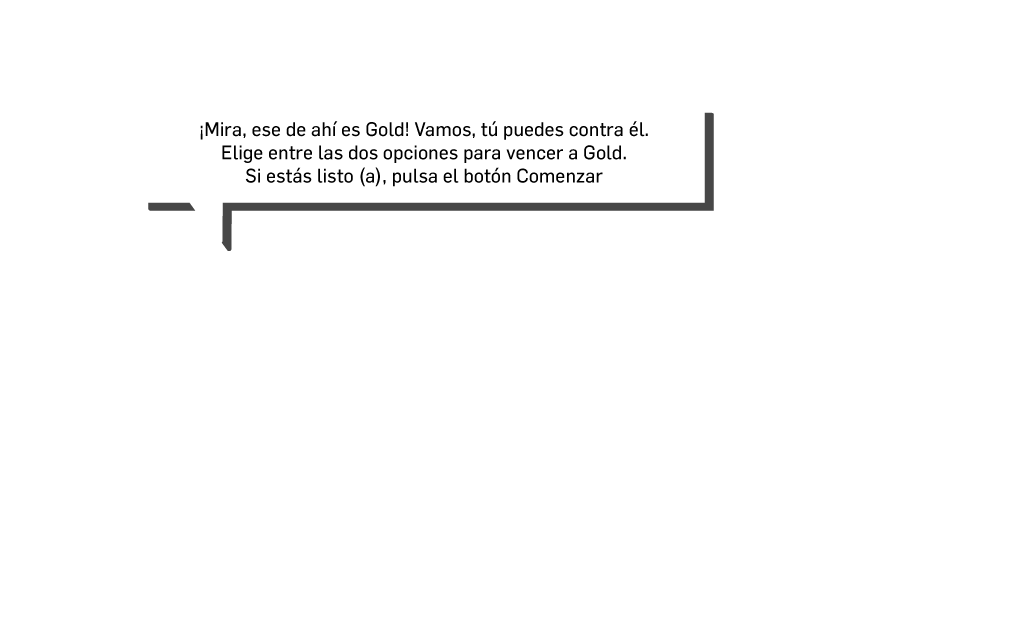 ¡Mira, ese de ahí es Gold! Vamos, tú puedes contra él.
Elige entre las dos opciones para vencer a Gold.
Si estás listo (a), pulsa el botón Comenzar